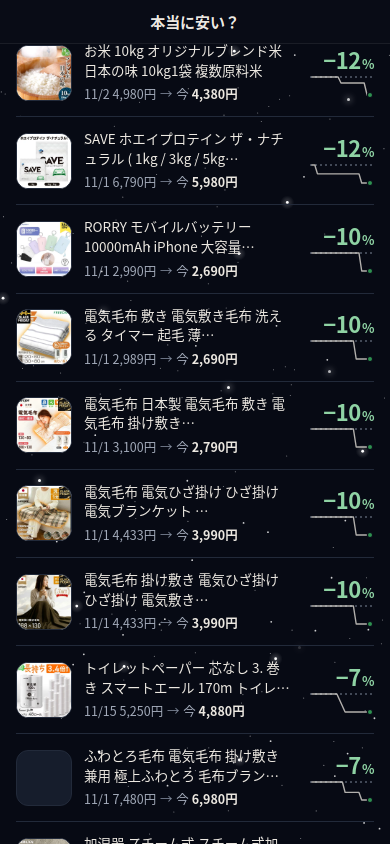 本当に安い？
お米 10kg オリジナルブレンド米
日本の味 10kg1袋 複数原料米
11/2 4,980円 → 今 4,380円
−12%
SAVE ホエイプロテイン ザ・ナチ
ュラル ( 1kg / 3kg / 5kg…
11/1 6,790円 → 今 5,980円
−12%
RORRY モバイルバッテリー
10000mAh iPhone 大容量…
11/1 2,990円 → 今 2,690円
−10%
電気毛布 敷き 電気敷き毛布 洗え
る タイマー 起毛 薄…
11/1 2,989円 → 今 2,690円
−10%
電気毛布 日本製 電気毛布 敷き 電
気毛布 掛け敷き…
11/1 3,100円 → 今 2,790円
−10%
電気毛布 電気ひざ掛け ひざ掛け
電気ブランケット …
11/1 4,433円 → 今 3,990円
−10%
電気毛布 掛け敷き 電気ひざ掛け
ひざ掛け 電気敷き…
11/1 4,433円 → 今 3,990円
−10%
トイレットペーパー 芯なし 3. 巻
き スマートエール 170m トイレ…
11/15 5,250円 → 今 4,880円
−7%
ふわとろ毛布 電気毛布 掛け敷き
兼用 極上ふわとろ 毛布ブラン…
11/1 7,480円 → 今 6,980円
−7%